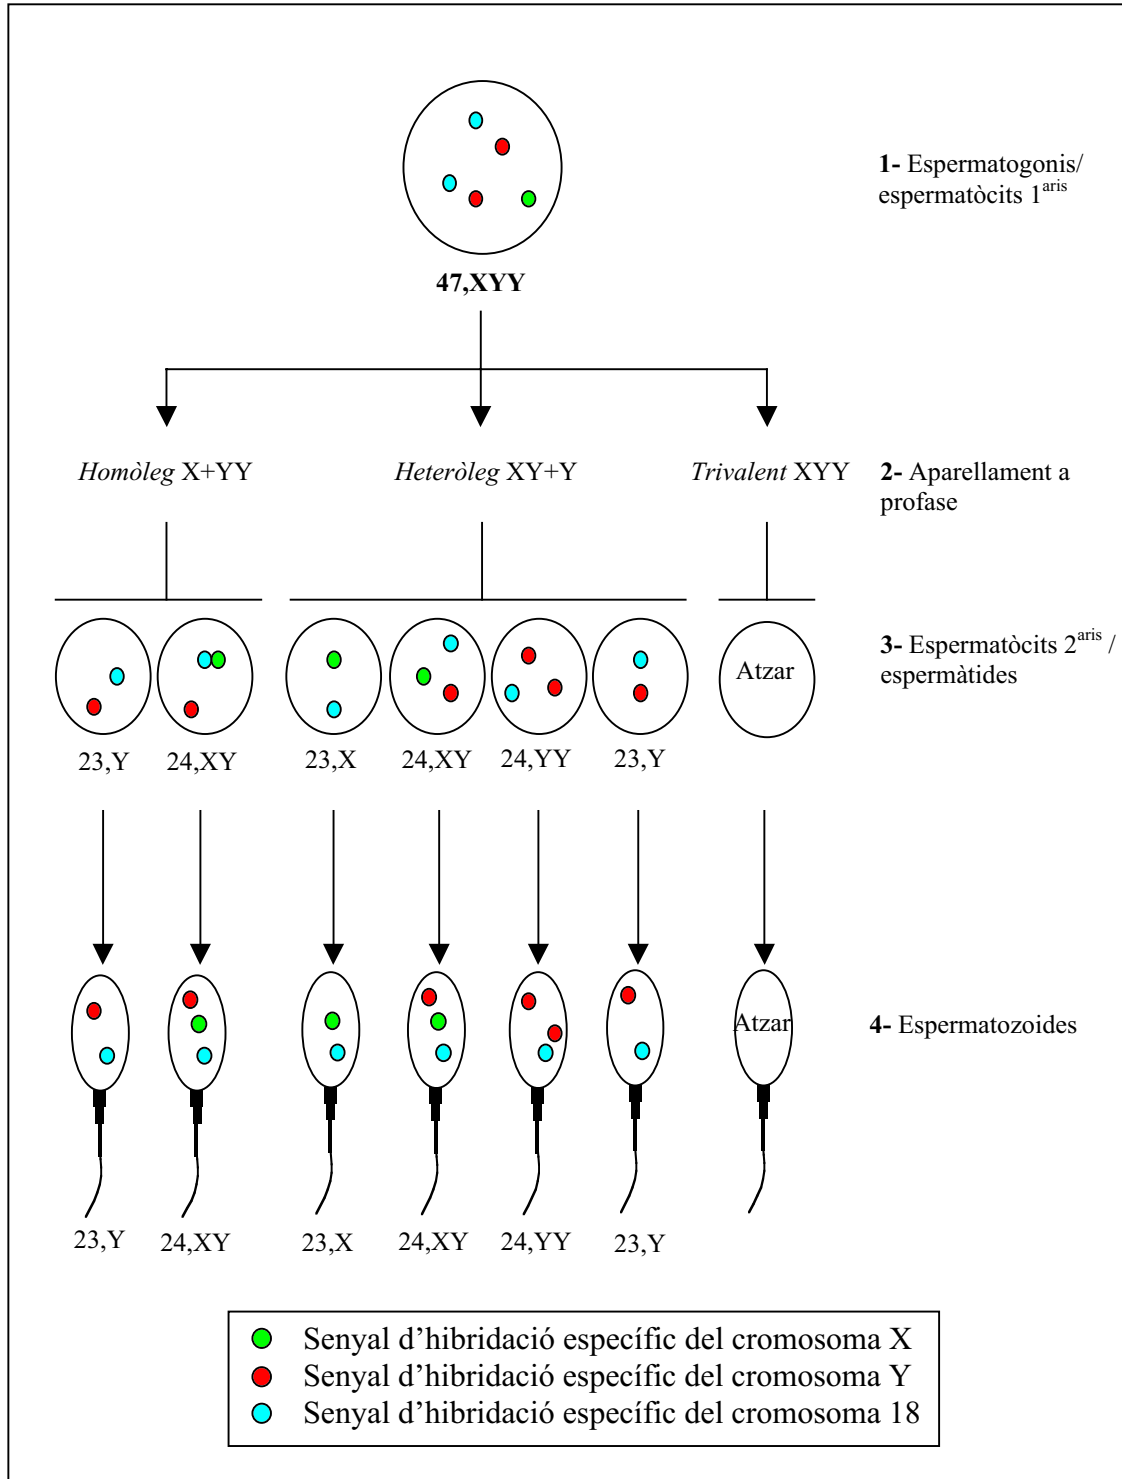 1- Espermatogonis/
espermatòcits 1aris
47,XYY
Homòleg X+YY
Heteròleg XY+Y
Trivalent XYY
2- Aparellament a
profase
3- Espermatòcits 2aris /
espermàtides
Atzar
23,Y
24,XY
23,X
24,XY
24,YY
23,Y
4- Espermatozoides
Atzar
23,Y
24,XY
23,X
24,XY
24,YY
23,Y
Senyal d'hibridació específic del cromosoma X
Senyal d'hibridació específic del cromosoma Y
Senyal d'hibridació específic del cromosoma 18